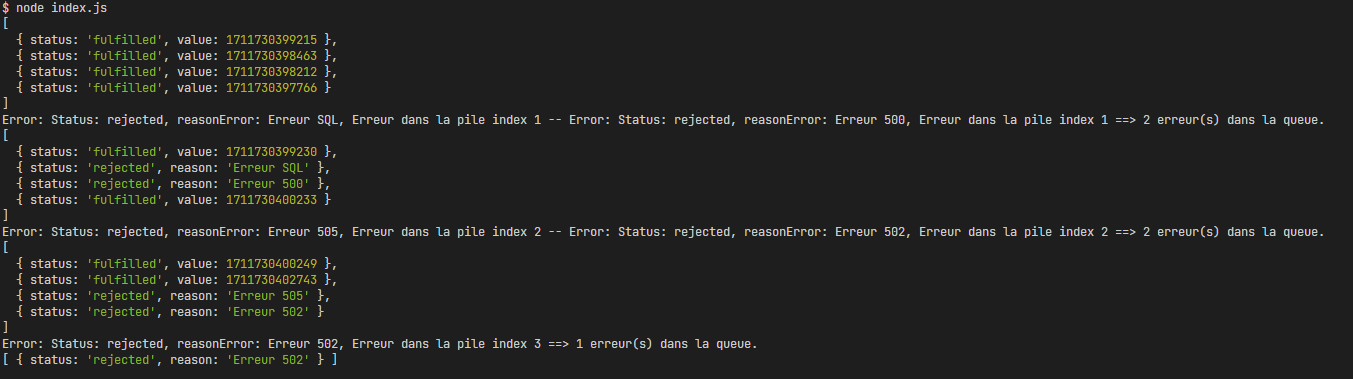 $ node index.js
[
  { status: 'fulfilled', value: 1711730399215 },
  { status: 'fulfilled', value: 1711730398463 },
  { status: 'fulfilled', value: 1711730398212 },
  { status: 'fulfilled', value: 1711730397766 }
]
Error: Status: rejected, reasonError: Erreur SQL, Erreur dans la pile index 1 -- Error: Status: rejected, reasonError: Erreur 500, Erreur dans la pile index 1 ==> 2 erreur(s) dans la queue.
[
  { status: 'fulfilled', value: 1711730399230 },
  { status: 'rejected', reason: 'Erreur SQL' },
  { status: 'rejected', reason: 'Erreur 500' },
  { status: 'fulfilled', value: 1711730400233 }
]
Error: Status: rejected, reasonError: Erreur 505, Erreur dans la pile index 2 -- Error: Status: rejected, reasonError: Erreur 502, Erreur dans la pile index 2 ==> 2 erreur(s) dans la queue.
[
  { status: 'fulfilled', value: 1711730400249 },
  { status: 'fulfilled', value: 1711730402743 },
  { status: 'rejected', reason: 'Erreur 505' },
  { status: 'rejected', reason: 'Erreur 502' }
]
Error: Status: rejected, reasonError: Erreur 502, Erreur dans la pile index 3 ==> 1 erreur(s) dans la queue.
[ { status: 'rejected', reason: 'Erreur 502' } ]